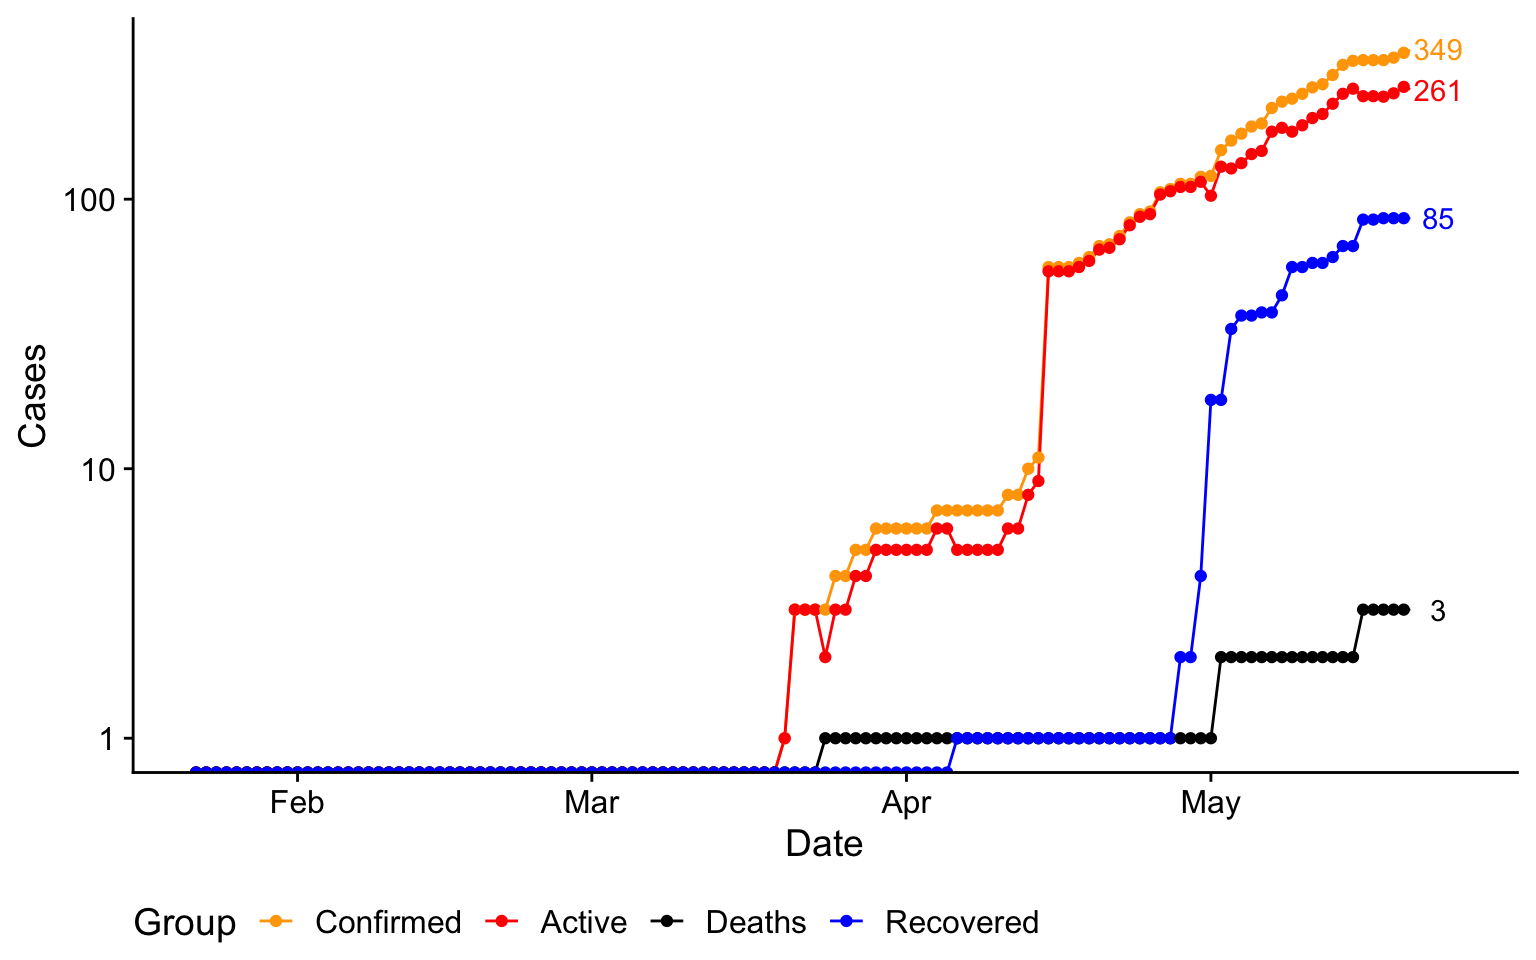 349
261
100
85
Cases
10
3
1
Feb Mar Apr May
Date
Group Confirmed Active Deaths Recovered